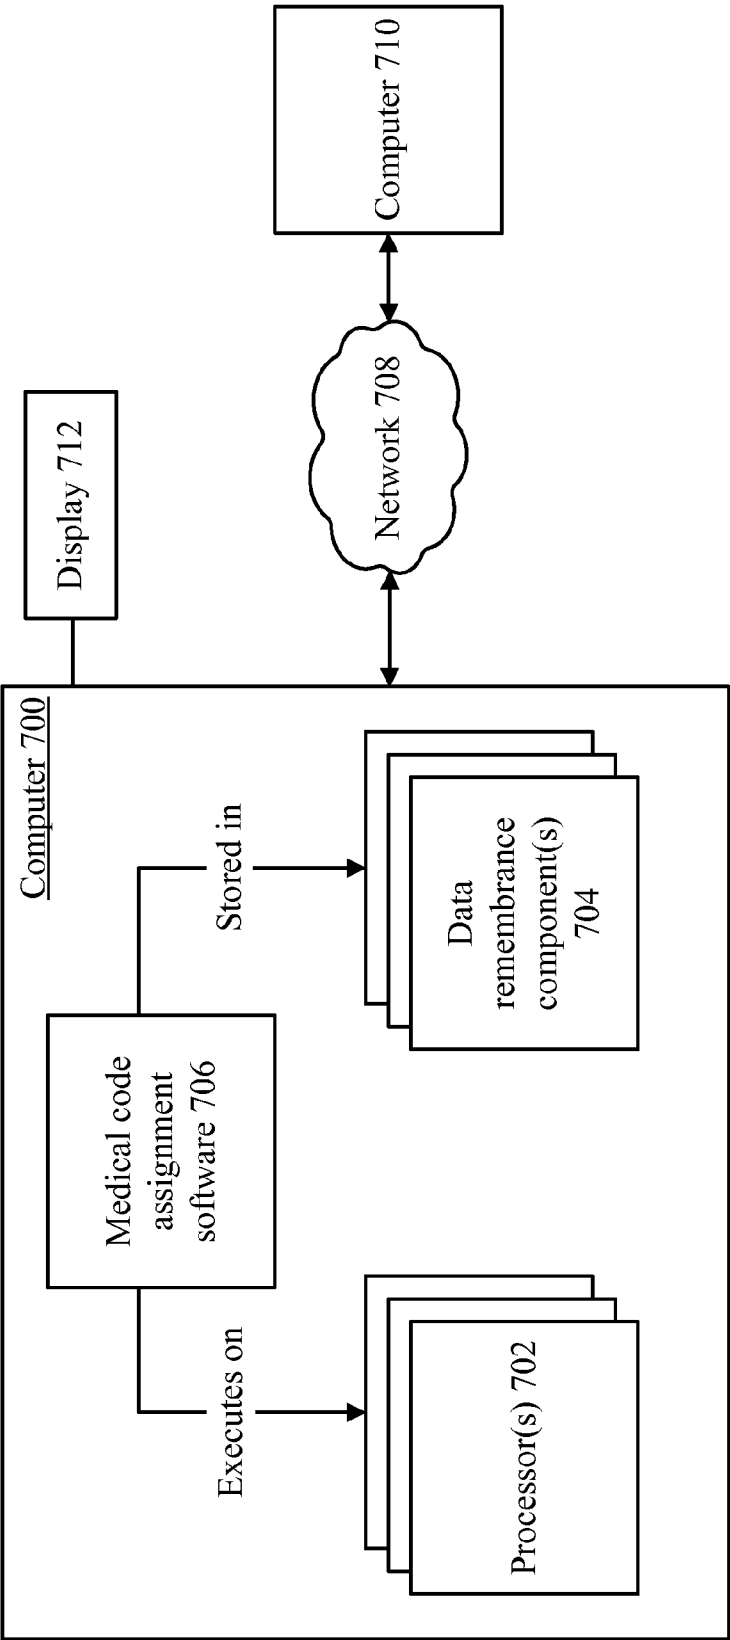 Computer 700
Medical code
assignment
software 706
Executes on
Stored in
Processor(s) 702
Data
remembrance
component(s)
704
Display 712
Network 708
Computer 710